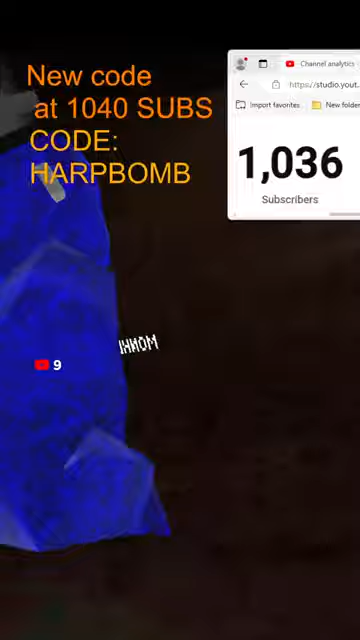 New code
at 1040 SUBS
CODE:
HARPBOMB
Channel analytics
https://studio.yout
Import favorites
New folder
1,036
Subscribers
9